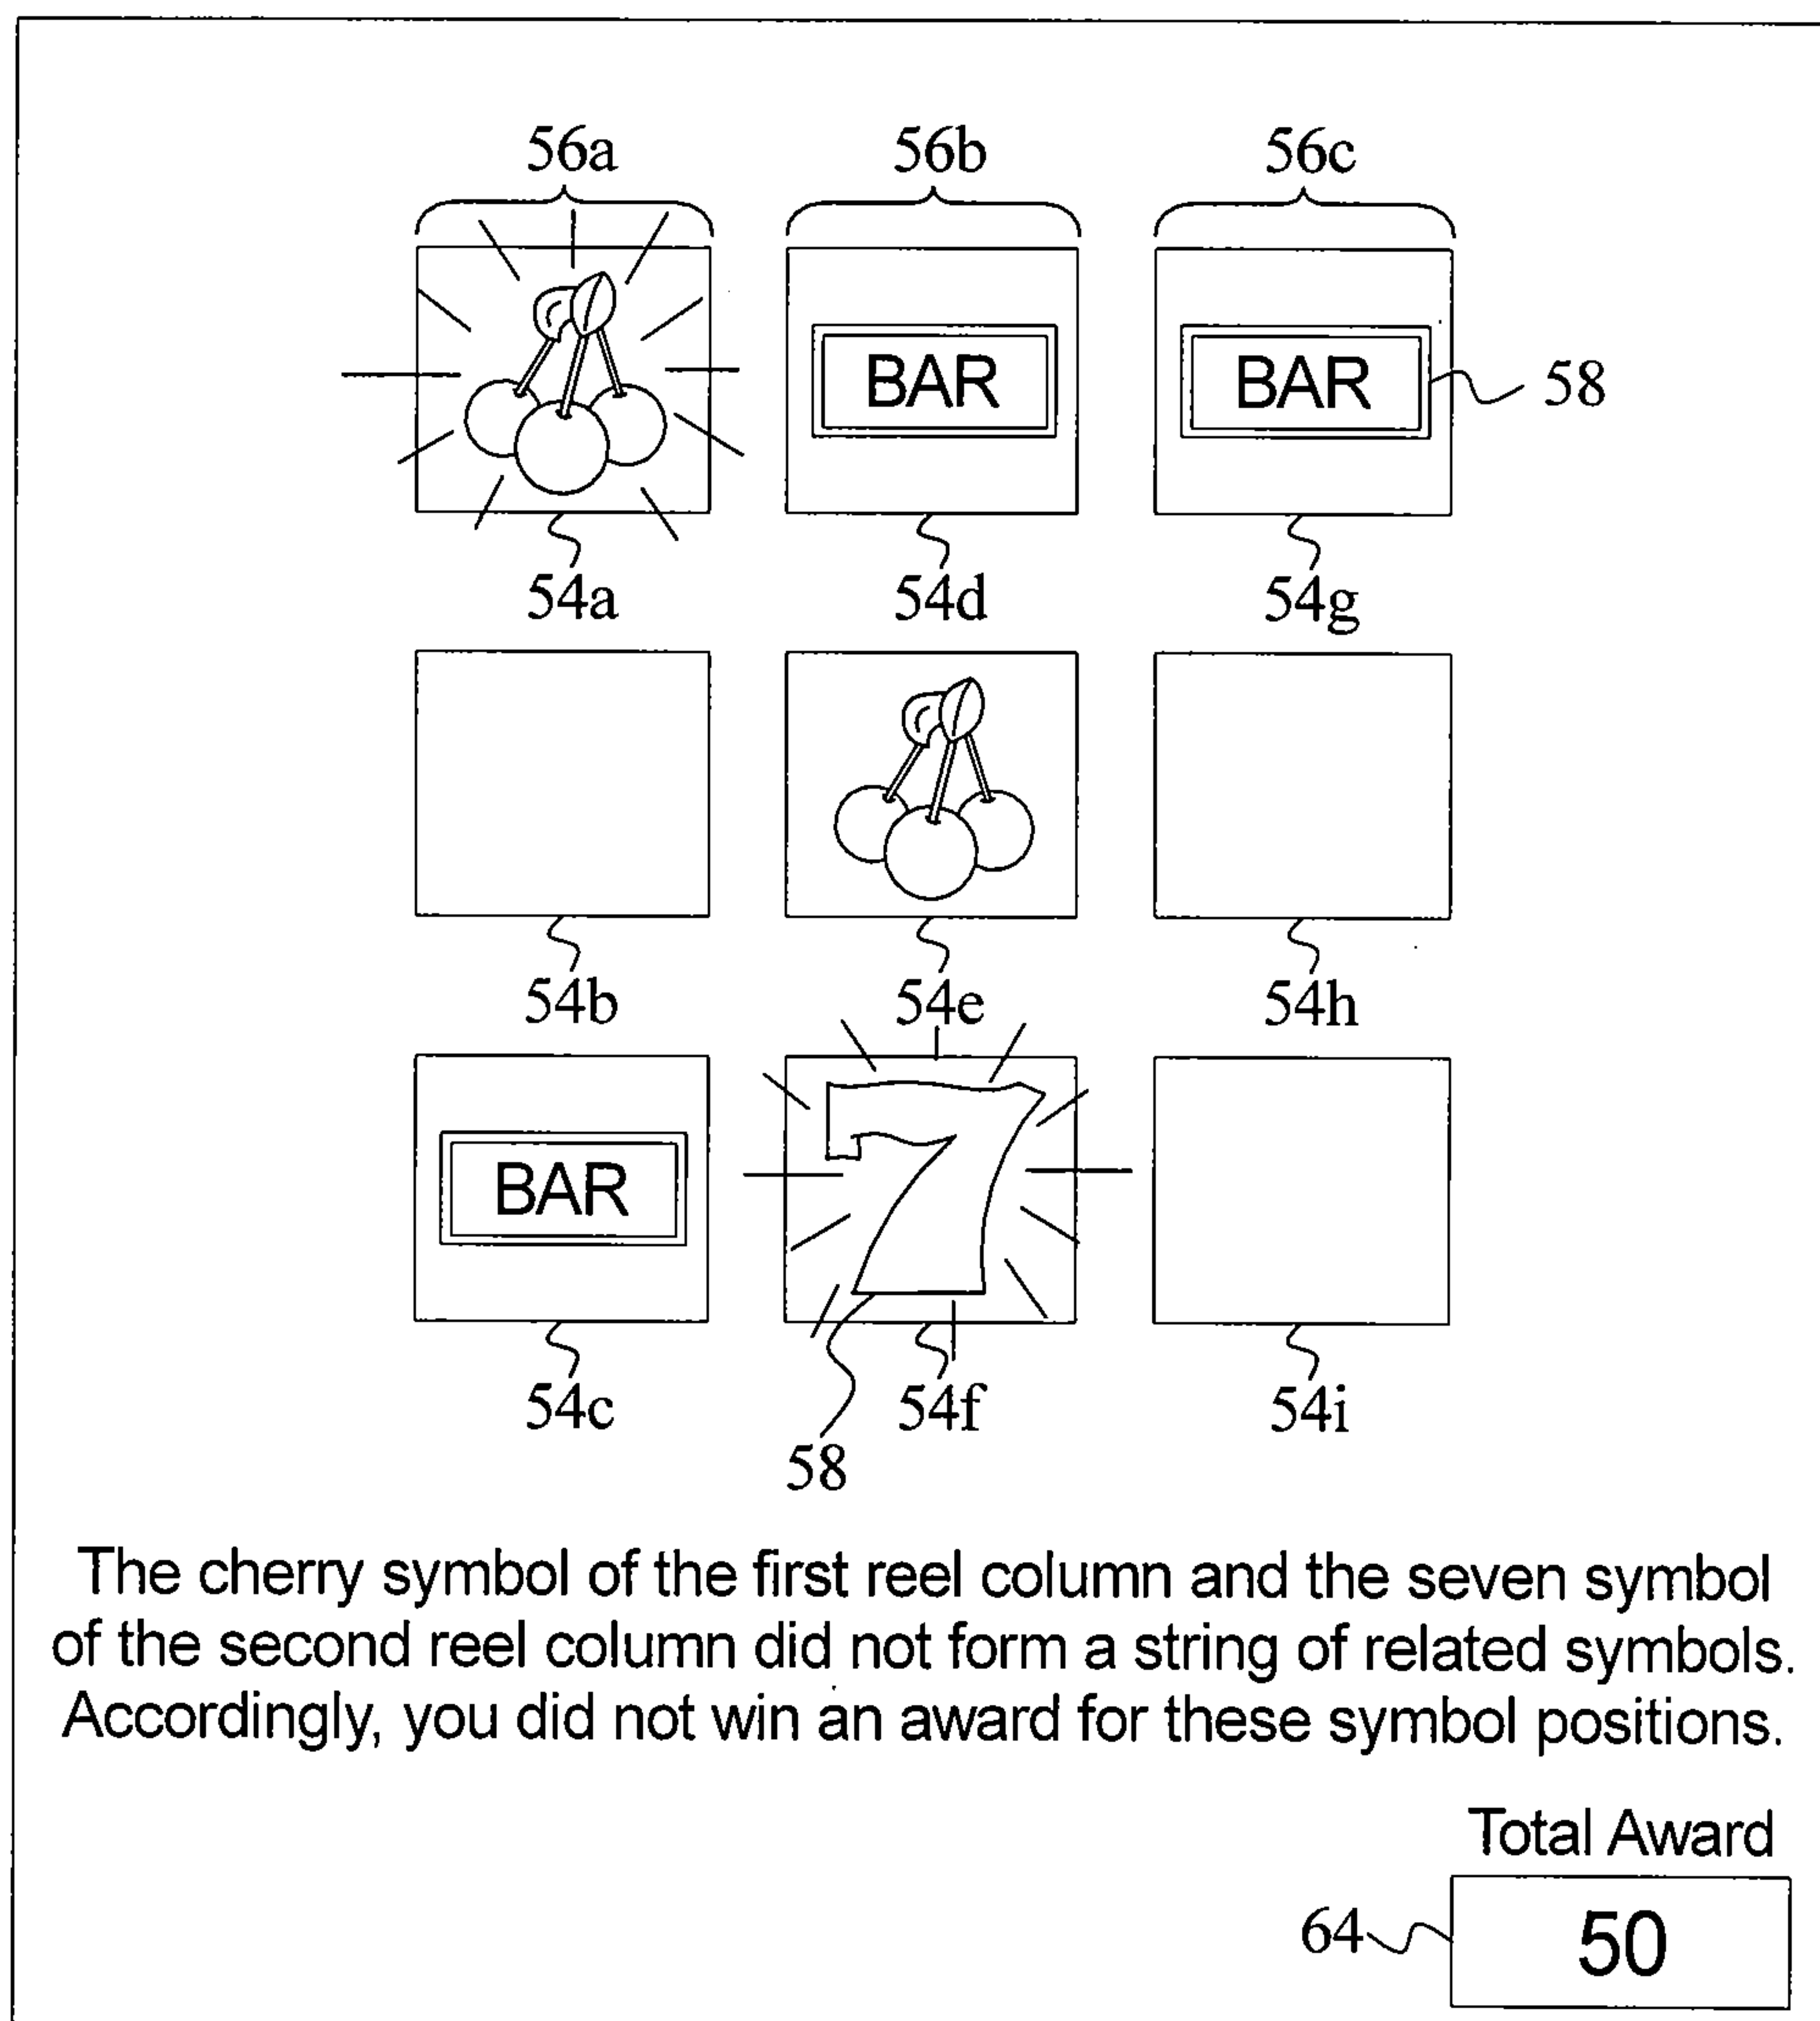 56a 56b 56c
BAR BAR 58
54a 54d 54g
54b 54e 54h
BAR 7
54c 54f 54i
58
The cherry symbol of the first reel column and the seven symbol
of the second reel column did not form a string of related symbols.
Accordingly, you did not win an award for these symbol positions.
Total Award
64 50